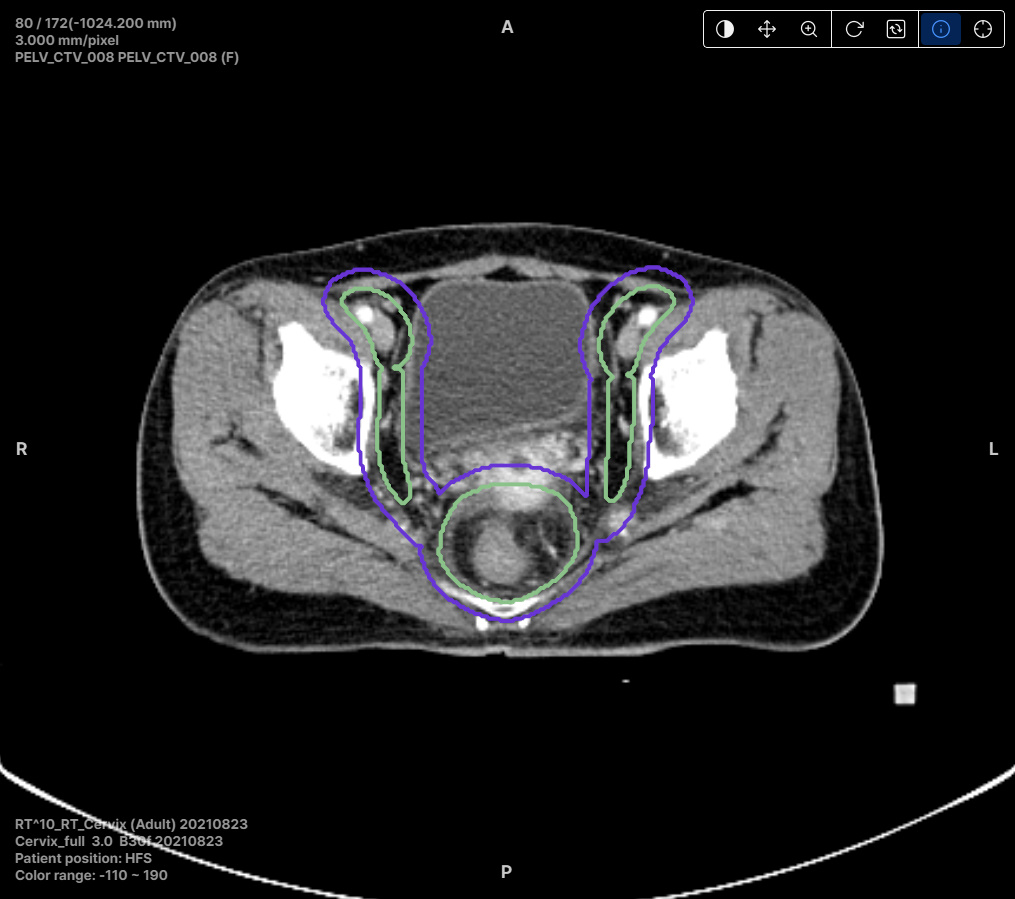 80 / 172(-1024.200 mm)
3.000 mm/pixel
PELV_CTV_008 PELV_CTV_008 (F)
A
R
L
RT^10_RT_Cervix (Adult) 20210823
Cervix_full 3.0 B30f 20210823
Patient position: HFS
Color range: -110 ~ 190
P